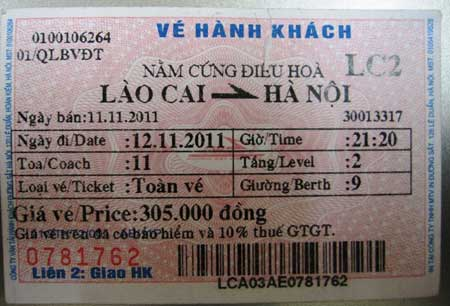 VÉ HÀNH KHÁCH
0100106264
01/QLBVĐT
NẰM CỨNG ĐIỀU HOÀ LC2
LÀO CAI HÀ NỘI
Ngày bán:11.11.2011 30013317
Ngày đi/Date :12.11.2011 Giờ/Time :21:20
Toa/Coach :11 Tầng/Level :2
Loại vé/Ticket :Toàn vé Giường/Berth :9
Giá vé/Price:305.000 đồng
Giá vé trên đã có bảo hiểm và 10% thuế GTGT.
0781762
Liên 2: Giao HK
LCA03AE0781762